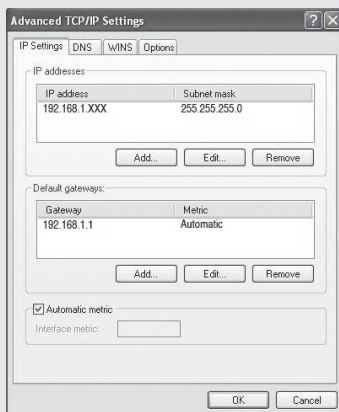 Advanced TCP/IP Settings
IP Settings DNS WINS Options
IP addresses
IP address Subnet mask
192.168.1.XXX 255.255.255.0
Add... Edit... Remove
Default gateways:
Gateway Metric
192.168.1.1 Automatic
Add... Edit... Remove
Automatic metric
Interface metric:
OK Cancel